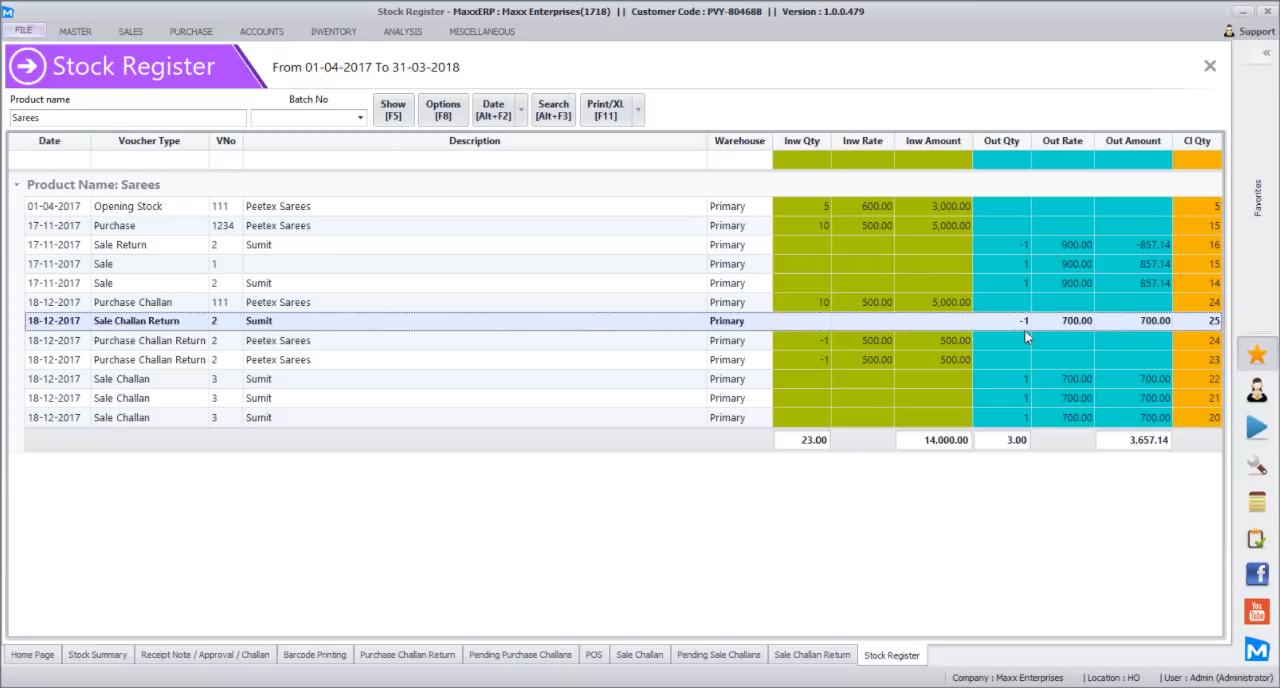 Stock Register - MaxxERP : Maxx Enterprises(1718) || Customer Code : PVY-804688 || Version : 1.0.0.479
FILE MASTER SALES PURCHASE ACCOUNTS INVENTORY ANALYSIS MISCELLANEOUS Support
Stock Register From 01-04-2017 To 31-03-2018
Product name Batch No
Sarees
Show [F5] Options [F8] Date [Alt+F2] Search [Alt+F3] Print/XL [F11]
Date Voucher Type VNo Description Warehouse Inw Qty Inw Rate Inw Amount Out Qty Out Rate Out Amount Cl Qty
Product Name: Sarees
01-04-2017 Opening Stock 111 Peetex Sarees Primary 5 600.00 3,000.00 5
17-11-2017 Purchase 1234 Peetex Sarees Primary 10 500.00 5,000.00 15
17-11-2017 Sale Return 2 Sumit Primary -1 900.00 -857.14 16
17-11-2017 Sale 1 Primary 1 900.00 857.14 15
17-11-2017 Sale 2 Sumit Primary 1 900.00 857.14 14
18-12-2017 Purchase Challan 111 Peetex Sarees Primary 10 500.00 5,000.00 24
18-12-2017 Sale Challan Return 2 Sumit Primary -1 700.00 700.00 25
18-12-2017 Purchase Challan Return 2 Peetex Sarees Primary -1 500.00 500.00 24
18-12-2017 Purchase Challan Return 2 Peetex Sarees Primary -1 500.00 500.00 23
18-12-2017 Sale Challan 3 Sumit Primary 1 700.00 700.00 22
18-12-2017 Sale Challan 3 Sumit Primary 1 700.00 700.00 21
18-12-2017 Sale Challan 3 Sumit Primary 1 700.00 700.00 20
23.00 14,000.00 3.00 3,657.14
Favorites
You Tube
Home Page Stock Summary Receipt Note / Approval / Challan Barcode Printing Purchase Challan Return Pending Purchase Challans POS Sale Challan Pending Sale Challans Sale Challan Return Stock Register
Company : Maxx Enterprises | Location : HO | User : Admin (Administrator)